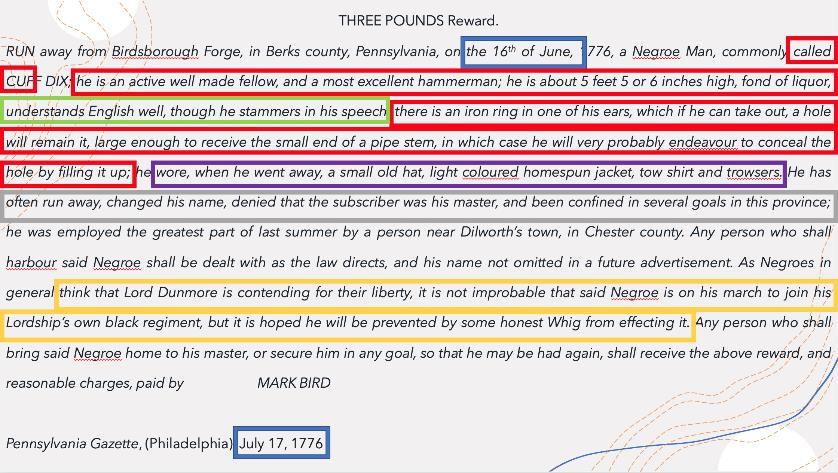 THREE POUNDS Reward.
RUN away from Birdsborough Forge, in Berks county, Pennsylvania, on the 16th of June, 1776, a Negroe Man, commonly called
CUFF DIX; he is an active well made fellow, and a most excellent hammerman; he is about 5 feet 5 or 6 inches high, fond of liquor,
understands English well, though he stammers in his speech there is an iron ring in one of his ears, which if he can take out, a hole
will remain it, large enough to receive the small end of a pipe stem, in which case he will very probably endeavour to conceal the
hole by filling it up; he wore, when he went away, a small old hat, light coloured homespun jacket, tow shirt and trowsers. He has
often run away, changed his name, denied that the subscriber was his master, and been confined in several goals in this province;
he was employed the greatest part of last summer by a person near Dilworth's town, in Chester county. Any person who shall
harbour said Negroe shall be dealt with as the law directs, and his name not omitted in a future advertisement. As Negroes in
general think that Lord Dunmore is contending for their liberty, it is not improbable that said Negroe is on his march to join his
Lordship's own black regiment, but it is hoped he will be prevented by some honest Whig from effecting it. Any person who shall
bring said Negroe home to his master, or secure him in any goal, so that he may be had again, shall receive the above reward, and
reasonable charges, paid by MARK BIRD
Pennsylvania Gazette, (Philadelphia) July 17, 1776